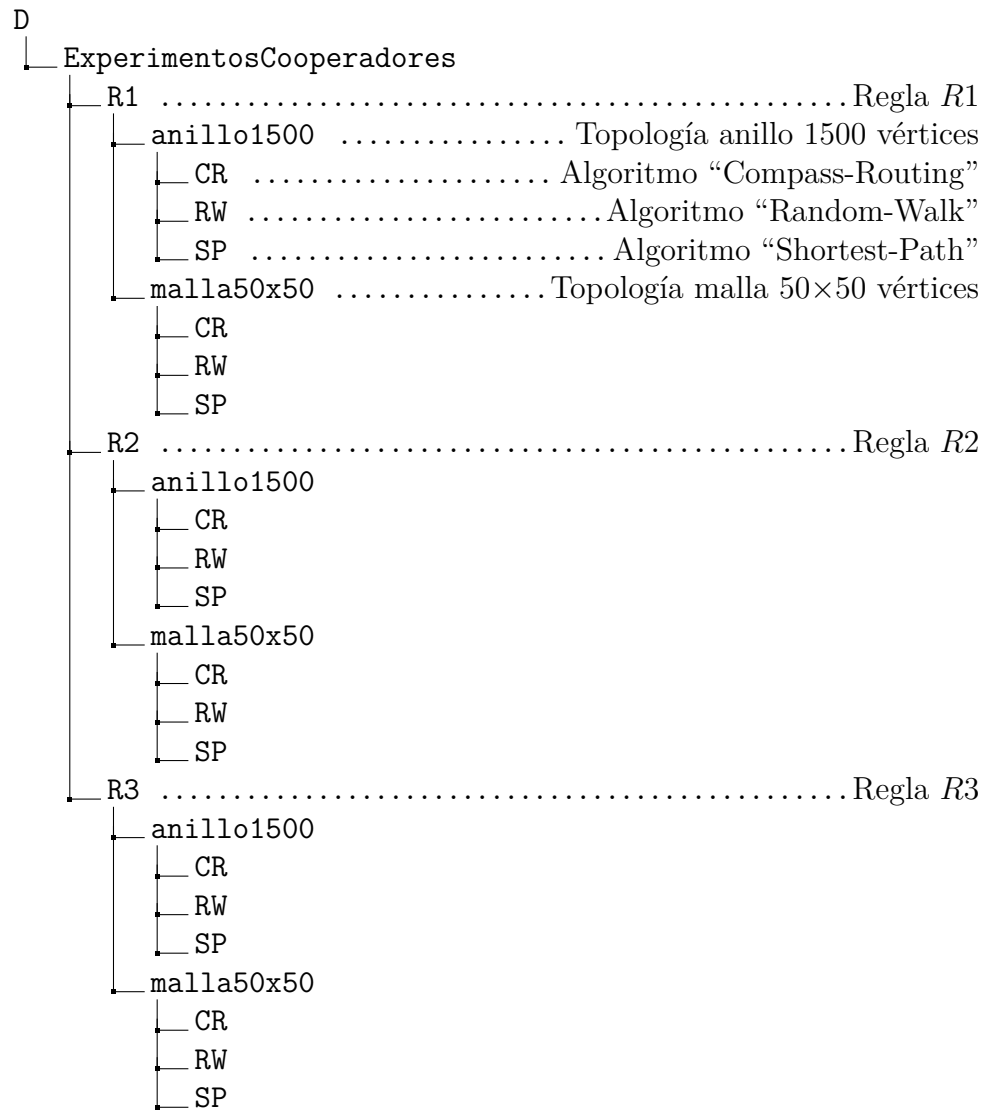 D
ExperimentosCooperadores
R1 ................................................ Regla R1
anillo1500 ................ Topología anillo 1500 vértices
CR ..................... Algoritmo “Compass-Routing”
RW ......................... Algoritmo “Random-Walk”
SP ......................... Algoritmo “Shortest-Path”
malla50x50 ............... Topología malla 50×50 vértices
CR
RW
SP
R2 ................................................ Regla R2
anillo1500
CR
RW
SP
malla50x50
CR
RW
SP
R3 ................................................ Regla R3
anillo1500
CR
RW
SP
malla50x50
CR
RW
SP